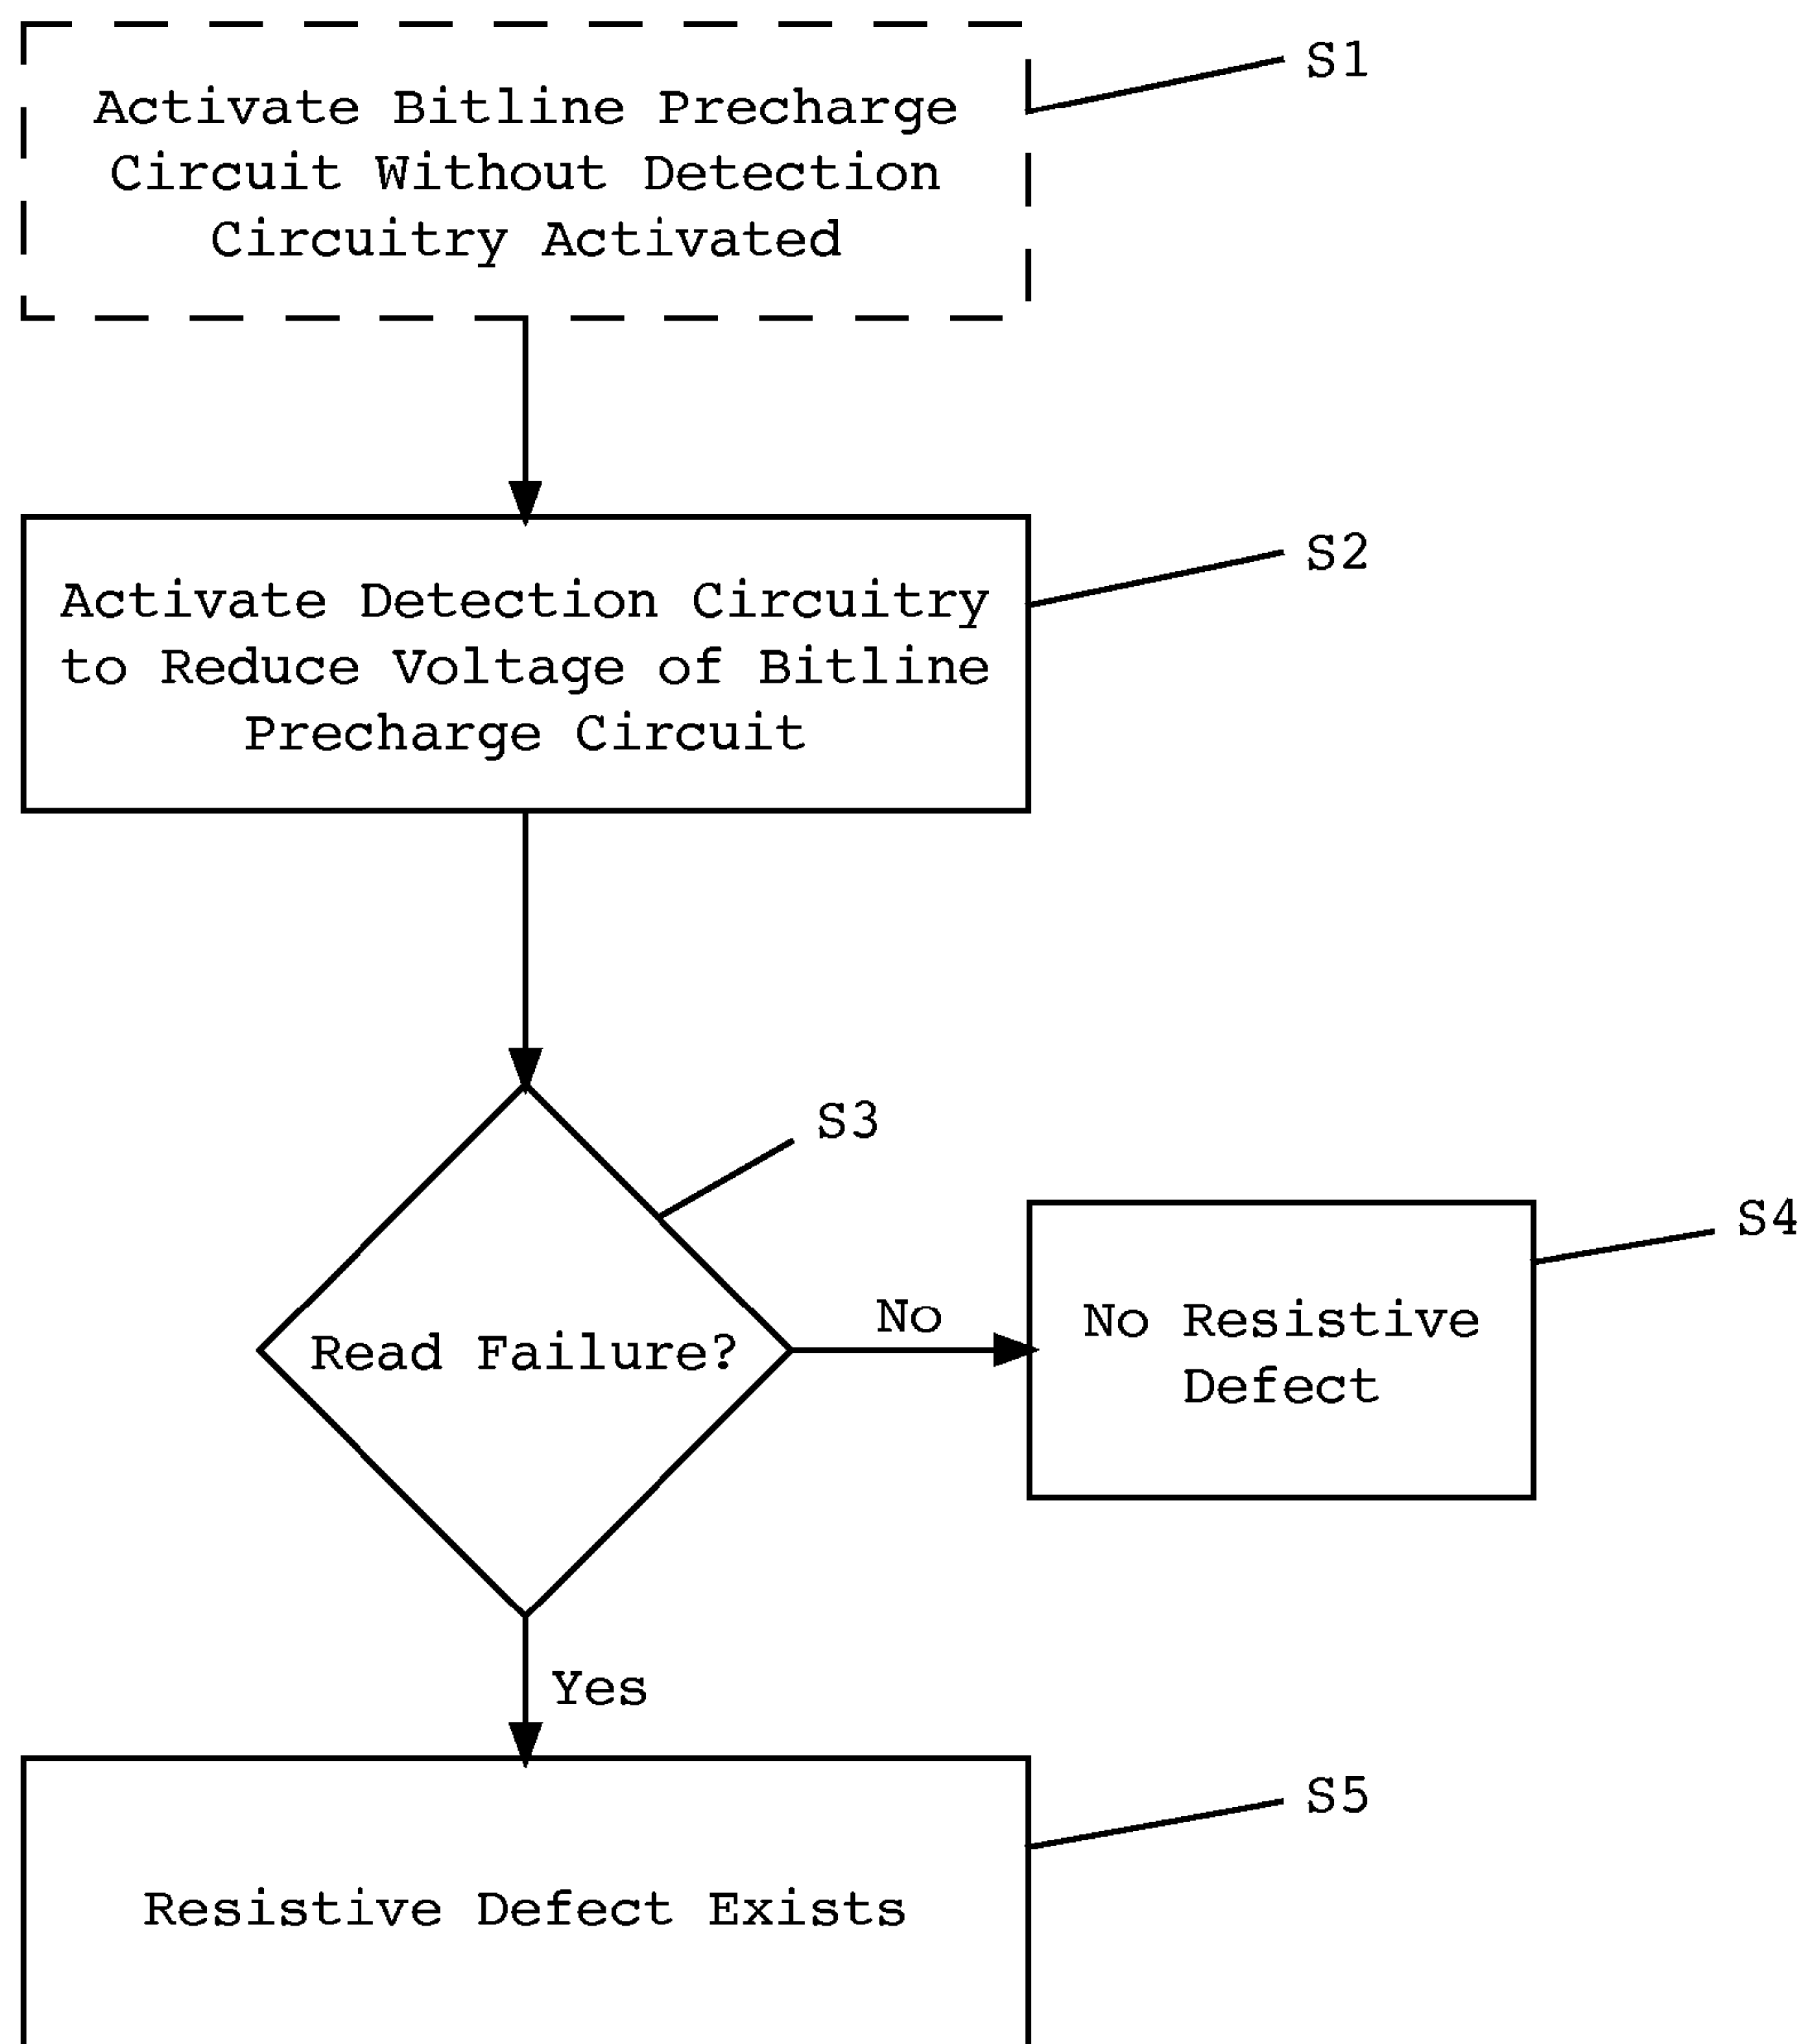 S1
Activate Bitline Precharge
Circuit Without Detection
Circuitry Activated
S2
Activate Detection Circuitry
to Reduce Voltage of Bitline
Precharge Circuit
S3
Read Failure?
No
S4
No Resistive
Defect
Yes
S5
Resistive Defect Exists